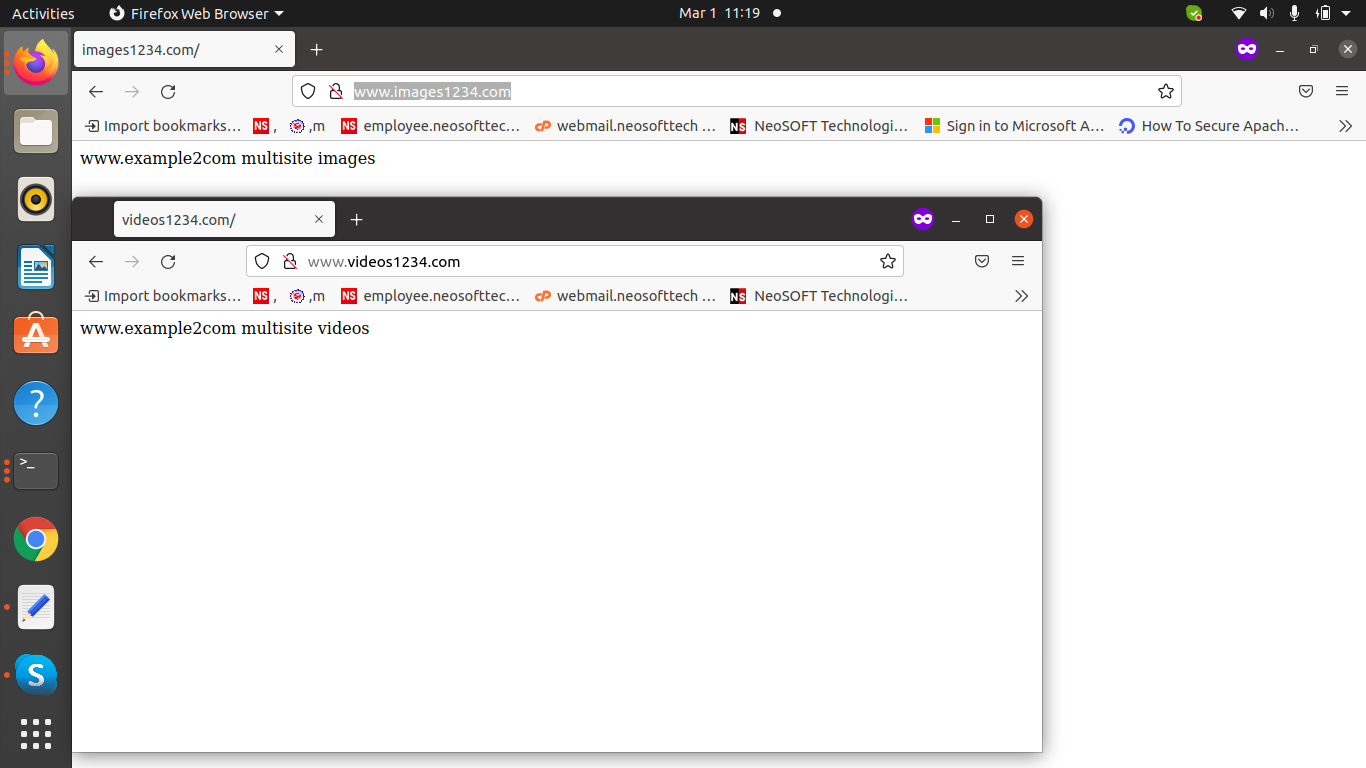 Activities Firefox Web Browser Mar 1 11:19
images1234.com/
www.images1234.com
Import bookmarks... NS , ,m NS employee.neosofttec... cP webmail.neosofttech ... NS NeoSOFT Technologi... Sign in to Microsoft A... How To Secure Apach...
www.example2com multisite images
videos1234.com/
www.videos1234.com
Import bookmarks... NS , ,m NS employee.neosofttec... cP webmail.neosofttech ... NS NeoSOFT Technologi...
www.example2com multisite videos